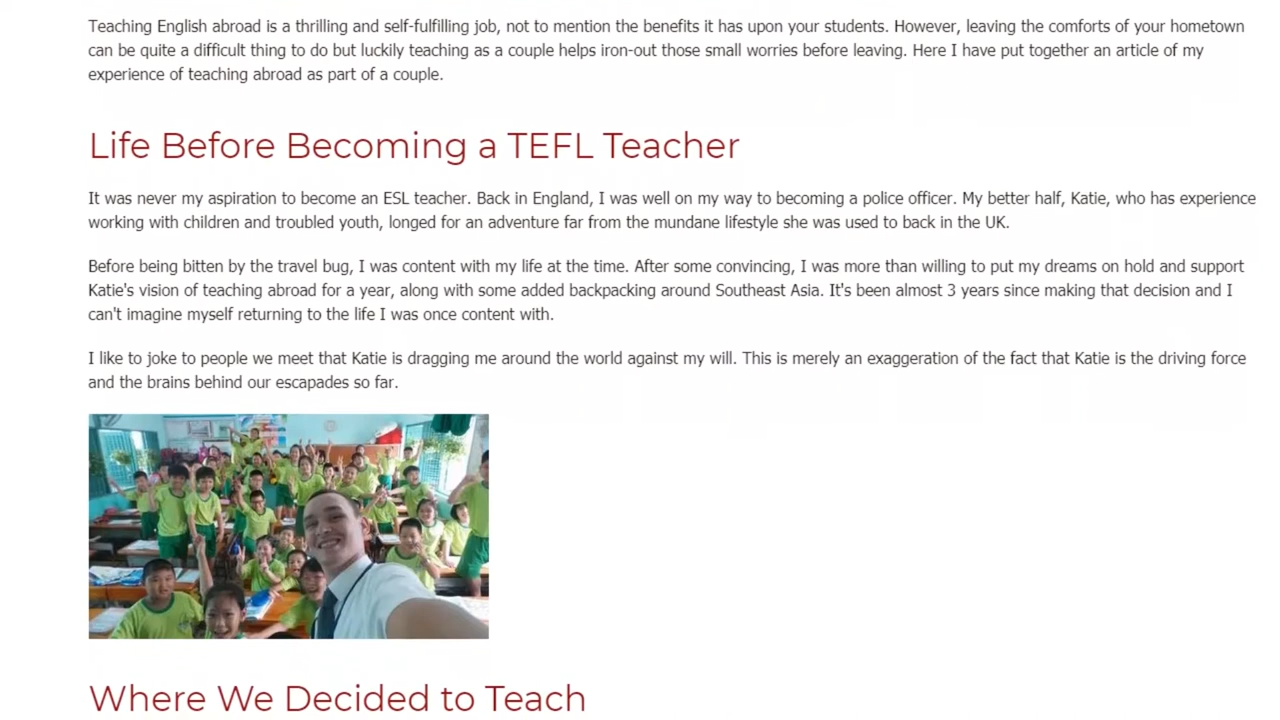 Teaching English abroad is a thrilling and self-fulfilling job, not to mention the benefits it has upon your students. However, leaving the comforts of your hometown
can be quite a difficult thing to do but luckily teaching as a couple helps iron-out those small worries before leaving. Here I have put together an article of my
experience of teaching abroad as part of a couple.
Life Before Becoming a TEFL Teacher
It was never my aspiration to become an ESL teacher. Back in England, I was well on my way to becoming a police officer. My better half, Katie, who has experience
working with children and troubled youth, longed for an adventure far from the mundane lifestyle she was used to back in the UK.
Before being bitten by the travel bug, I was content with my life at the time. After some convincing, I was more than willing to put my dreams on hold and support
Katie's vision of teaching abroad for a year, along with some added backpacking around Southeast Asia. It's been almost 3 years since making that decision and I
can't imagine myself returning to the life I was once content with.
I like to joke to people we meet that Katie is dragging me around the world against my will. This is merely an exaggeration of the fact that Katie is the driving force
and the brains behind our escapades so far.
Where We Decided to Teach